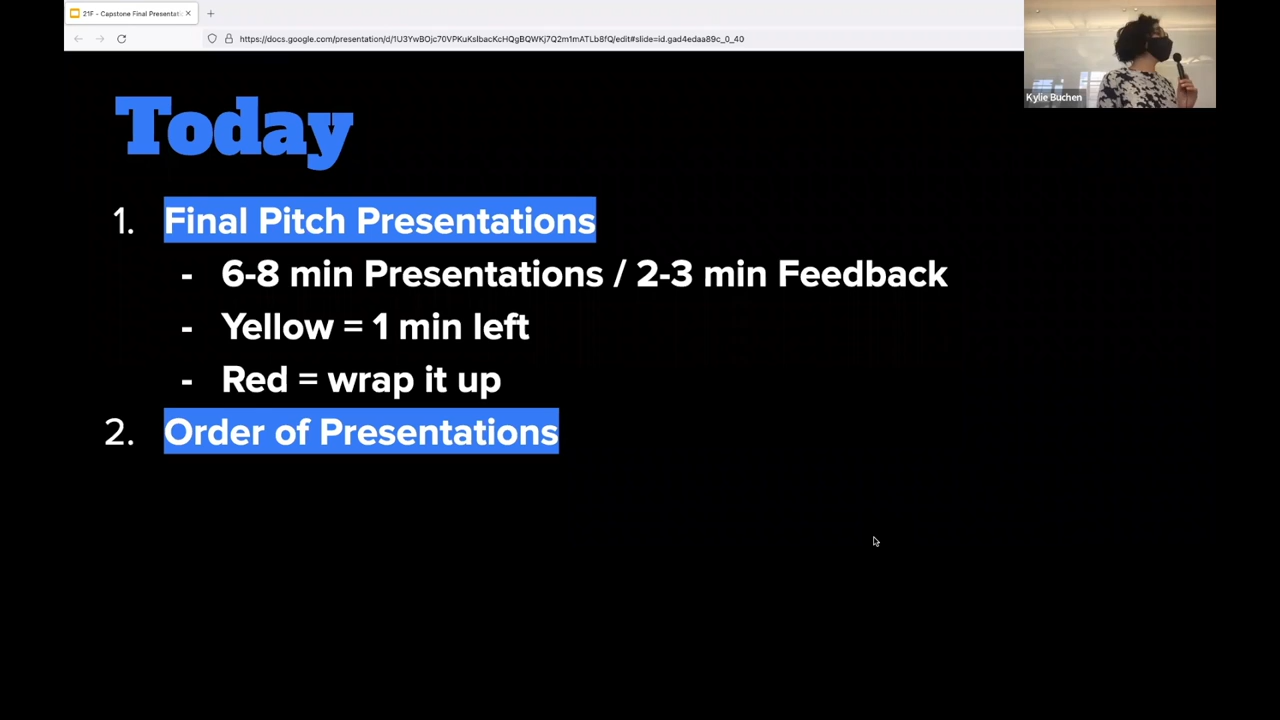 21F - Capstone Final Presentat
https://docs.google.com/presentation/d/1U3YwBOjc70VPKuKslbacKcHQgBQWKj7Q2m1mATLb8fQ/edit#slide=id.gad4edaa89c_0_40
Kylie Buchen
Today
1. Final Pitch Presentations
- 6-8 min Presentations / 2-3 min Feedback
- Yellow = 1 min left
- Red = wrap it up
2. Order of Presentations